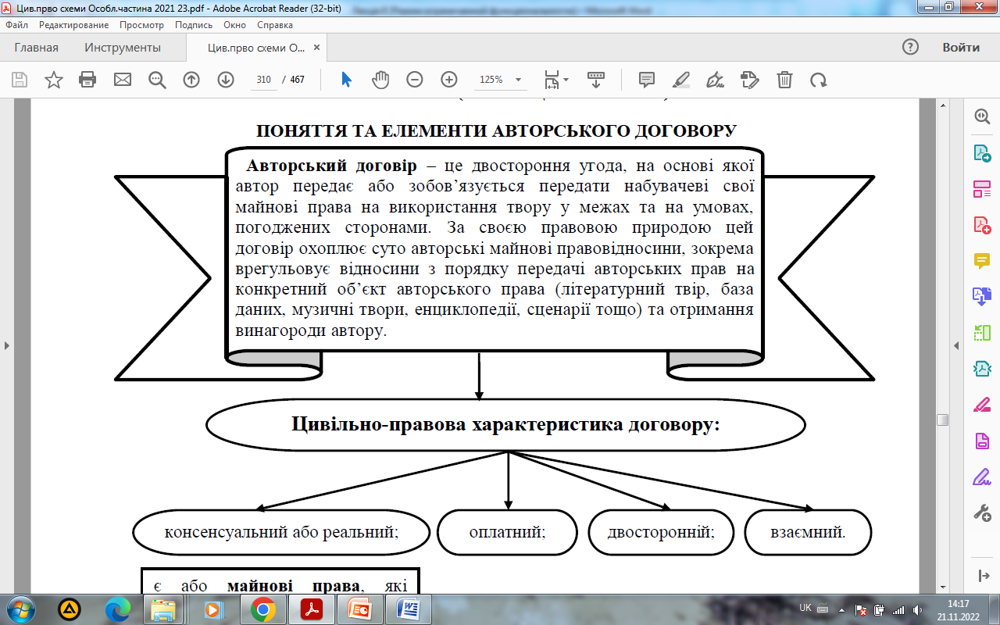 Цив.прво схеми Особл.частина 2021 23.pdf - Adobe Acrobat Reader (32-bit)
Файл Редактирование Просмотр Подпись Окно Справка
Главная Инструменты Цив.прво схеми О... × Войти
310 / 467 125%
ПОНЯТТЯ ТА ЕЛЕМЕНТИ АВТОРСЬКОГО ДОГОВОРУ
Авторський договір – це двостороння угода, на основі якої
автор передає або зобов’язується передати набувачеві свої
майнові права на використання твору у межах та на умовах,
погоджених сторонами. За своєю правовою природою цей
договір охоплює суто авторські майнові правовідносини, зокрема
врегульовує відносини з порядку передачі авторських прав на
конкретний об’єкт авторського права (літературний твір, база
даних, музичні твори, енциклопедії, сценарії тощо) та отримання
винагороди автору.
Цивільно-правова характеристика договору:
консенсуальний або реальний; оплатний; двосторонній; взаємний.
є або майнові права, які
UK 14:17
21.11.2022